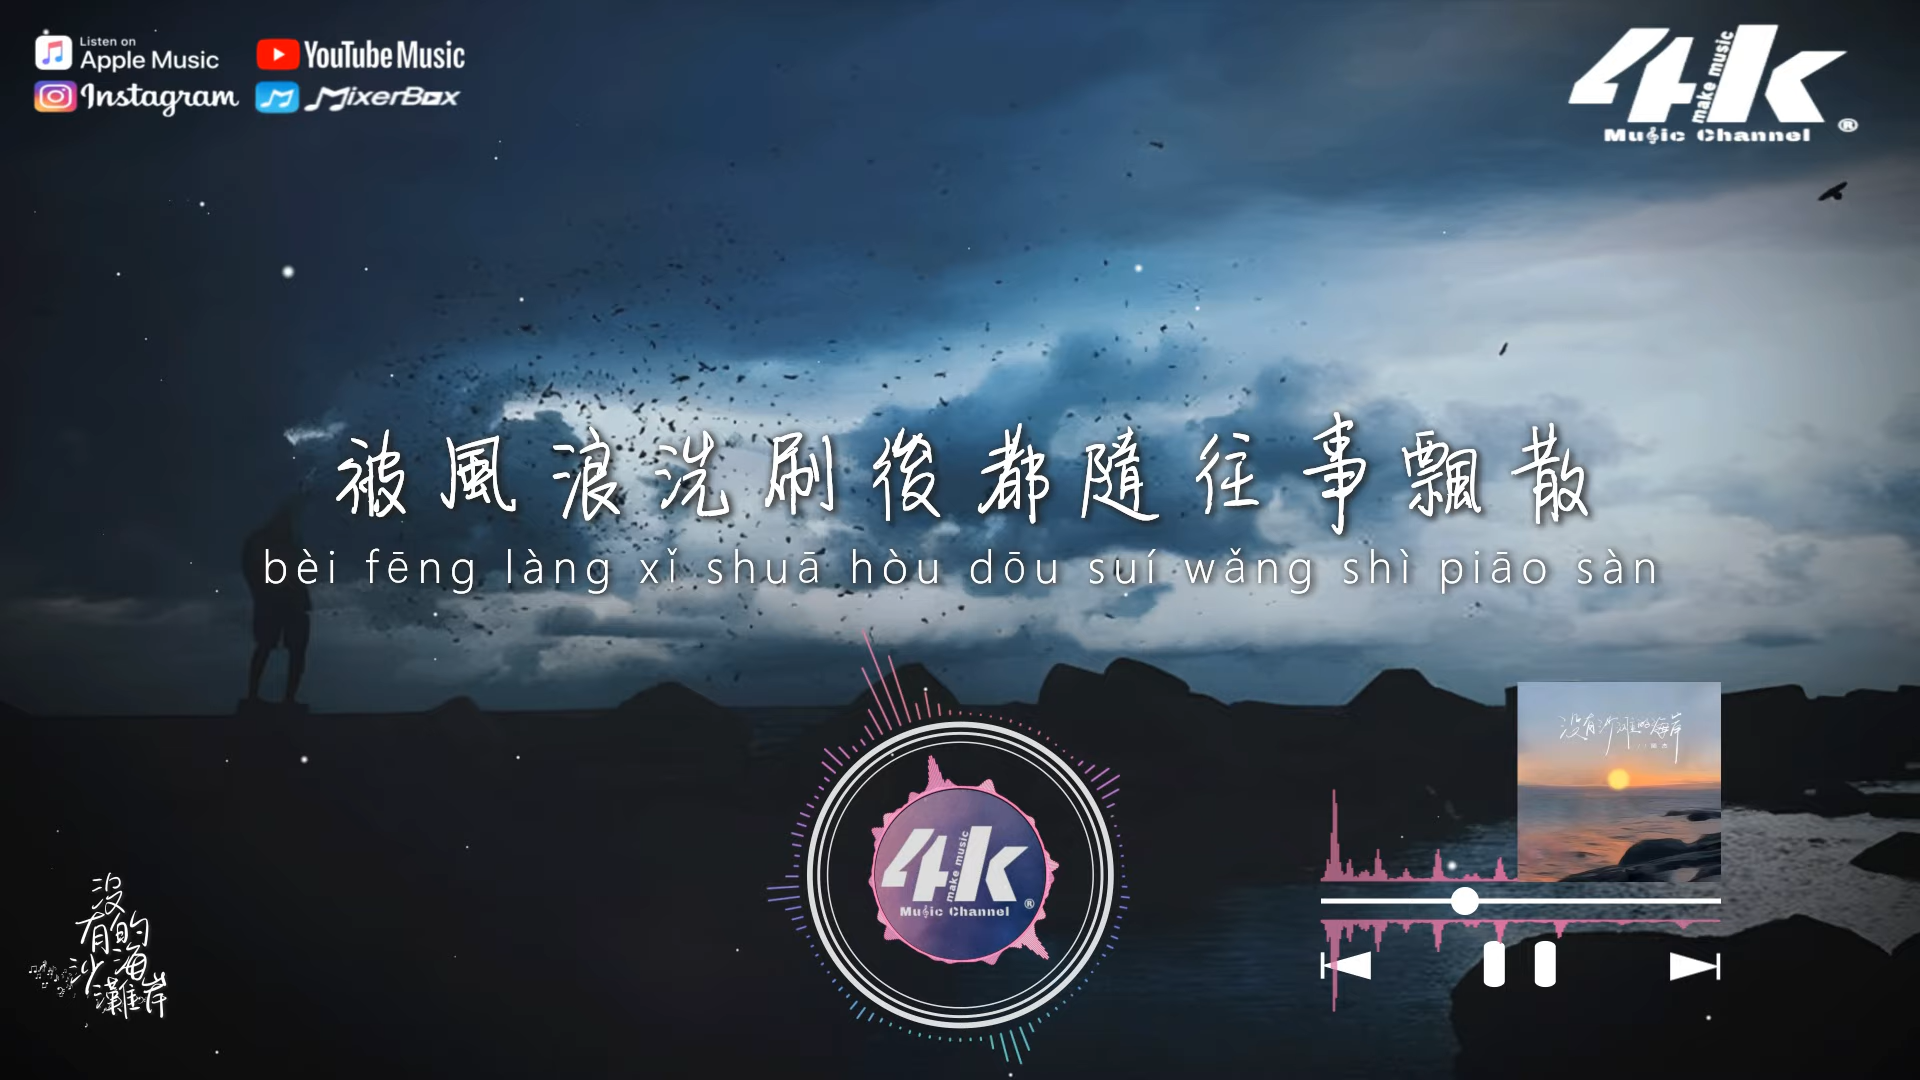 Listen on
Apple Music
YouTube Music
Instagram
MixerBox
4k
make music
Music Channel
®
被風浪洗刷後都隨往事飄散
bèi fēng làng xǐ shuā hòu dōu suí wǎng shì piāo sàn
沒有沙灘的海岸
4k
make music
Music Channel
®
沒有沙灘的海岸